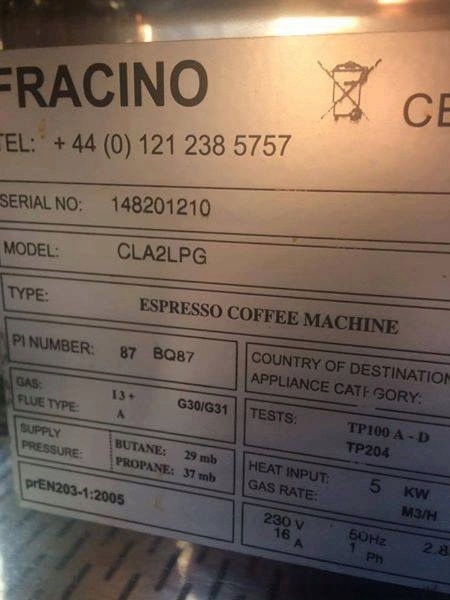 FRACINO
CE
TEL: + 44 (0) 121 238 5757
SERIAL NO: 148201210
MODEL: CLA2LPG
TYPE: ESPRESSO COFFEE MACHINE
PI NUMBER: 87 BQ87
COUNTRY OF DESTINATION
APPLIANCE CATEGORY:
GAS: 13+ G30/G31
FLUE TYPE: A
TESTS: TP100 A - D
TP204
SUPPLY PRESSURE:
BUTANE: 29 mb
PROPANE: 37 mb
HEAT INPUT: 5 KW
GAS RATE: M3/H
prEN203-1:2005
230 V 50Hz 2.8
16 A 1 Ph